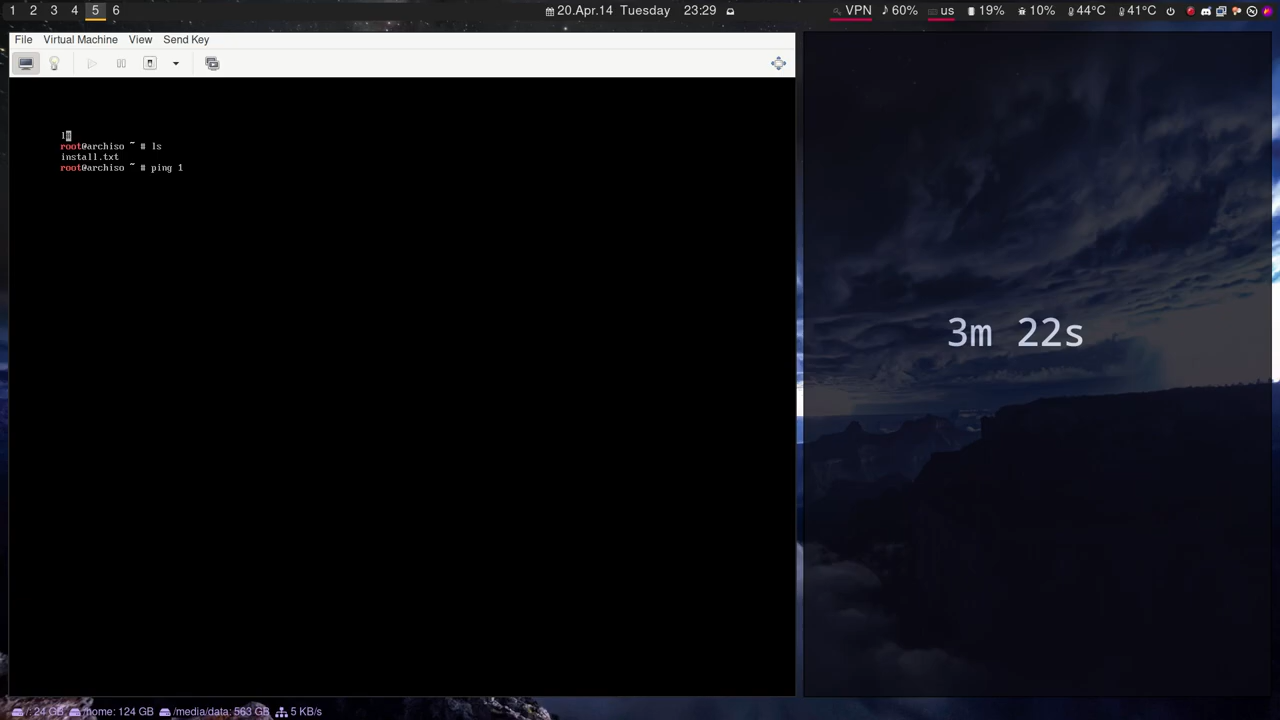 1 2 3 4 5 6 20.Apr.14 Tuesday 23:29 VPN 60% us 19% 10% 44°C 41°C
File Virtual Machine View Send Key
root@archiso ~ # ls
install.txt
root@archiso ~ # ping 1
3m 22s
/: 24 GB /home: 124 GB /media/data: 563 GB 5 KB/s